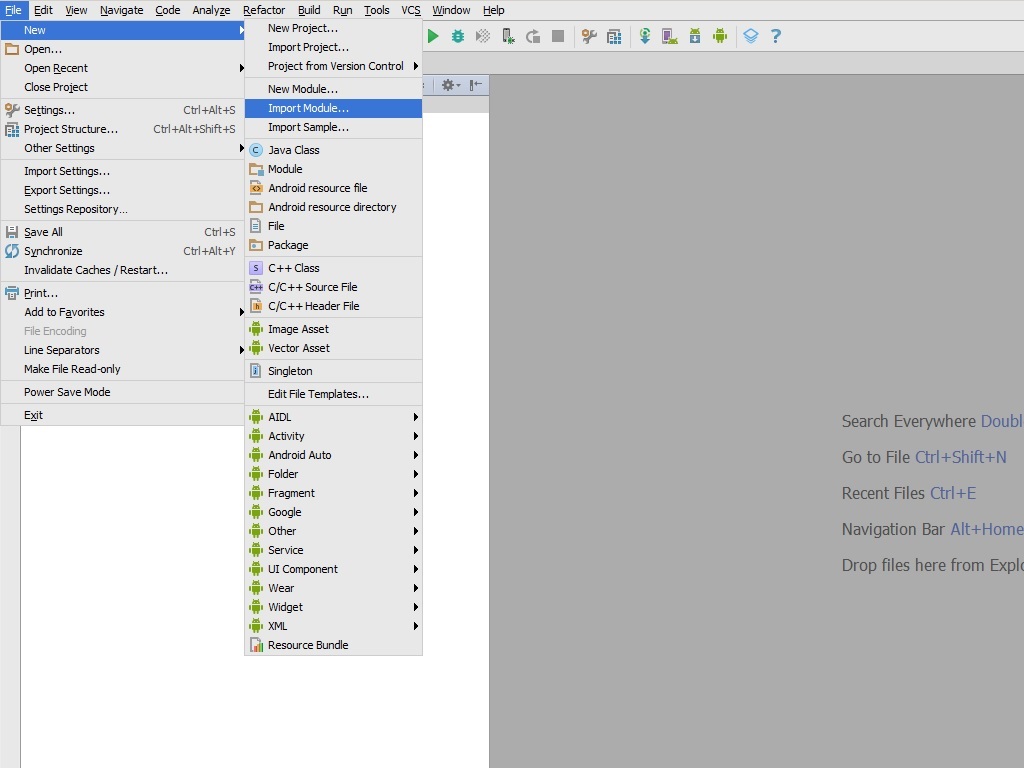 File Edit View Navigate Code Analyze Refactor Build Run Tools VCS Window Help
New
Open...
Open Recent
Close Project
Settings... Ctrl+Alt+S
Project Structure... Ctrl+Alt+Shift+S
Other Settings
Import Settings...
Export Settings...
Settings Repository...
Save All Ctrl+S
Synchronize Ctrl+Alt+Y
Invalidate Caches / Restart...
Print...
Add to Favorites
File Encoding
Line Separators
Make File Read-only
Power Save Mode
Exit
New Project...
Import Project...
Project from Version Control
New Module...
Import Module...
Import Sample...
Java Class
Module
Android resource file
Android resource directory
File
Package
C++ Class
C/C++ Source File
C/C++ Header File
Image Asset
Vector Asset
Singleton
Edit File Templates...
AIDL
Activity
Android Auto
Folder
Fragment
Google
Other
Service
UI Component
Wear
Widget
XML
Resource Bundle
Search Everywhere Doubl
Go to File Ctrl+Shift+N
Recent Files Ctrl+E
Navigation Bar Alt+Home
Drop files here from Explo